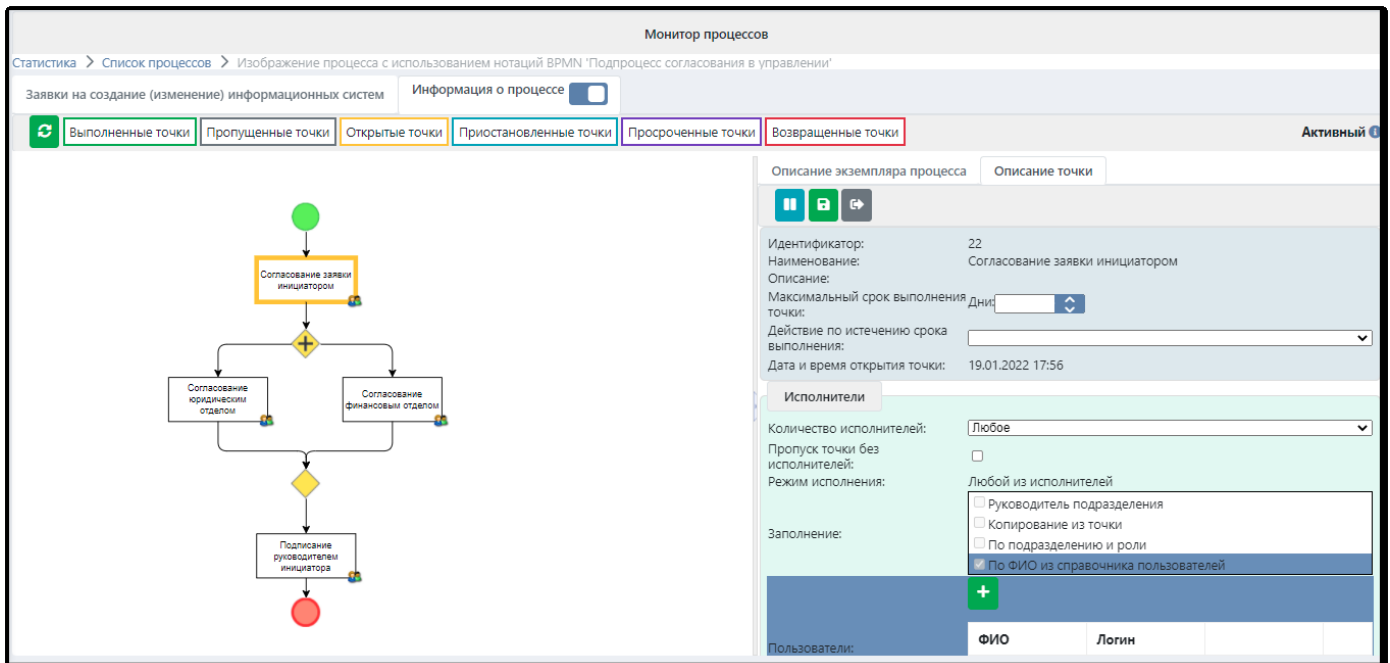 Монитор процессов
Статистика > Список процессов > Изображение процесса с использованием нотаций BPMN 'Подпроцесс согласования в управлении'
Заявки на создание (изменение) информационных систем Информация о процессе
Выполненные точки Пропущенные точки Открытые точки Приостановленные точки Просроченные точки Возвращенные точки Активный
Согласование заявки
инициатором
Согласование
юридическим
отделом
Согласование
финансовым отделом
Подписание
руководителем
инициатора
Описание экземпляра процесса Описание точки
Идентификатор: 22
Наименование: Согласование заявки инициатором
Описание:
Максимальный срок выполнения
точки: Дни:
Действие по истечению срока
выполнения:
Дата и время открытия точки: 19.01.2022 17:56
Исполнители
Количество исполнителей: Любое
Пропуск точки без
исполнителей:
Режим исполнения: Любой из исполнителей
Заполнение:
Руководитель подразделения
Копирование из точки
По подразделению и роли
По ФИО из справочника пользователей
Пользователи:
ФИО Логин